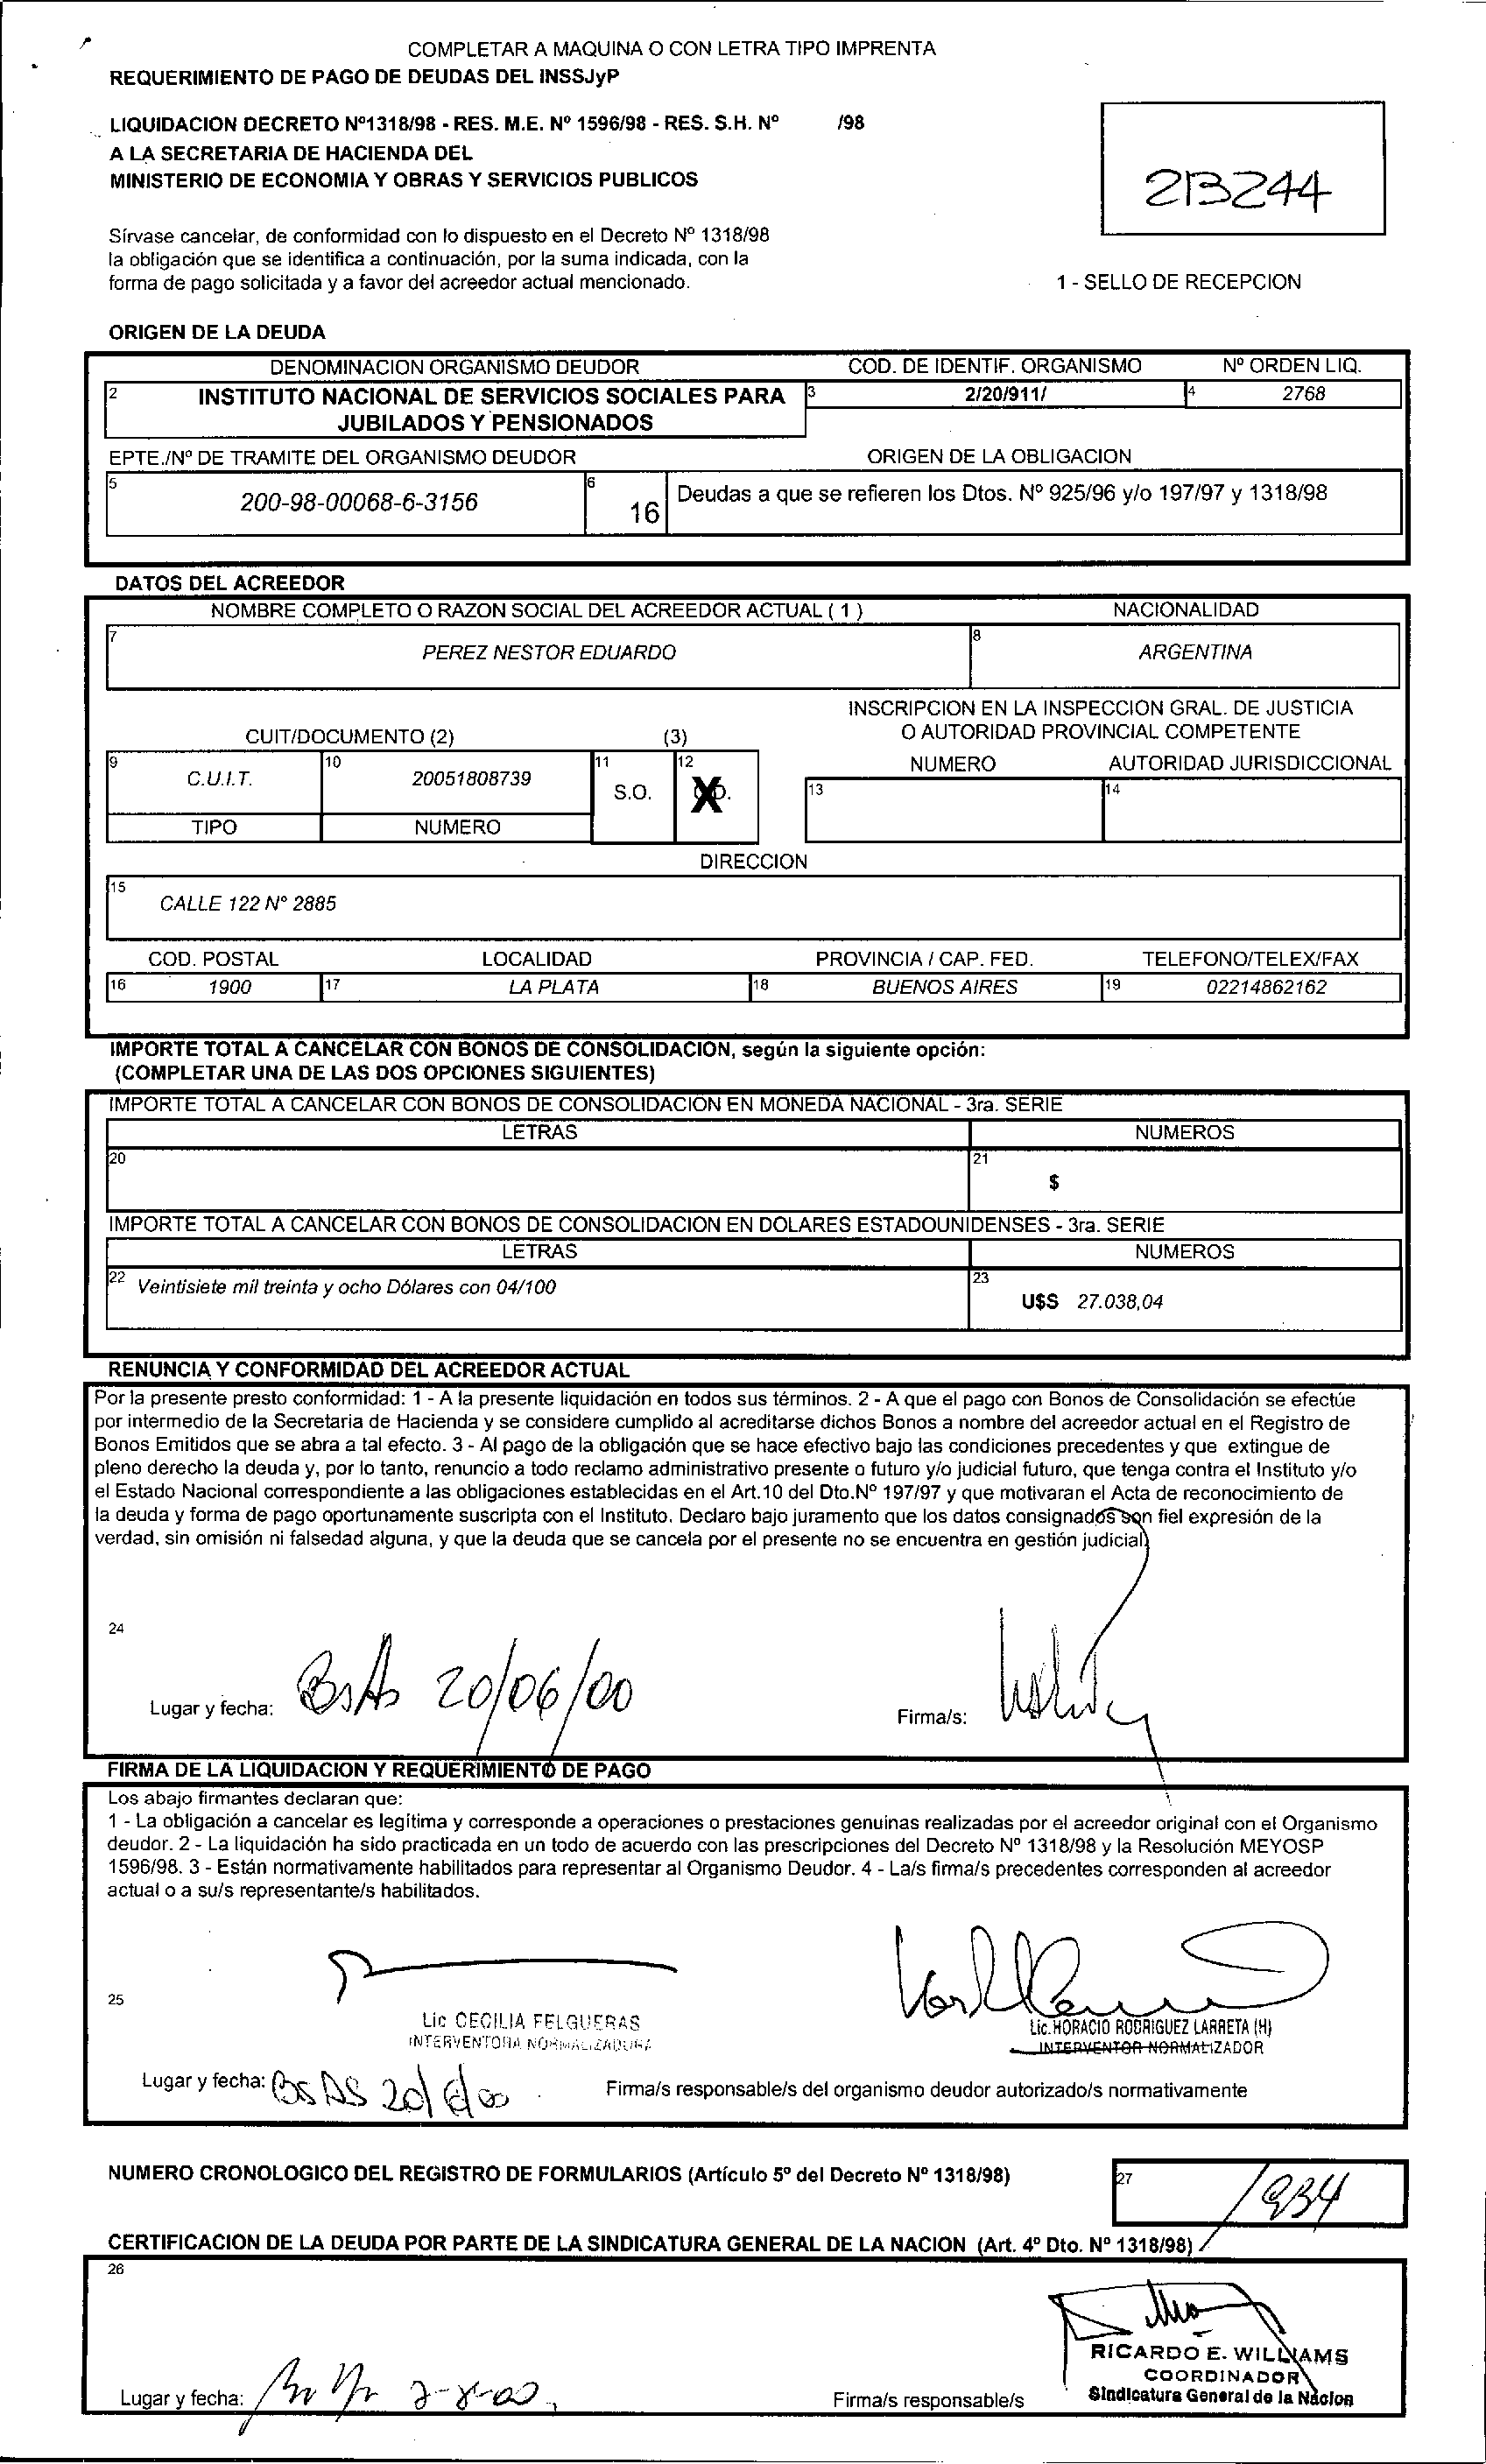 COMPLETAR A MAQUINA O CON LETRA TIPO IMPRENTA
REQUERIMIENTO DE PAGO DE DEUDAS DEL INSSJyP
LIQUIDACION DECRETO Nº1318/98 - RES. M.E. Nº 1596/98 - RES. S.H. Nº /98
A LA SECRETARIA DE HACIENDA DEL
MINISTERIO DE ECONOMIA Y OBRAS Y SERVICIOS PUBLICOS
213244
Sírvase cancelar, de conformidad con lo dispuesto en el Decreto Nº 1318/98
la obligación que se identifica a continuación, por la suma indicada, con la
forma de pago solicitada y a favor del acreedor actual mencionado.
1 - SELLO DE RECEPCION
ORIGEN DE LA DEUDA
DENOMINACION ORGANISMO DEUDOR COD. DE IDENTIF. ORGANISMO Nº ORDEN LIQ.
2 INSTITUTO NACIONAL DE SERVICIOS SOCIALES PARA 3 2/20/911/ 4 2768
JUBILADOS Y PENSIONADOS
EPTE./Nº DE TRAMITE DEL ORGANISMO DEUDOR ORIGEN DE LA OBLIGACION
5 200-98-00068-6-3156 6 16 Deudas a que se refieren los Dtos. Nº 925/96 y/o 197/97 y 1318/98
DATOS DEL ACREEDOR
NOMBRE COMPLETO O RAZON SOCIAL DEL ACREEDOR ACTUAL ( 1 ) NACIONALIDAD
7 PEREZ NESTOR EDUARDO 8 ARGENTINA
INSCRIPCION EN LA INSPECCION GRAL. DE JUSTICIA
CUIT/DOCUMENTO (2) (3) O AUTORIDAD PROVINCIAL COMPETENTE
NUMERO AUTORIDAD JURISDICCIONAL
9 C.U.I.T. 10 20051808739 11 S.O. 12 X 13 14
TIPO NUMERO
DIRECCION
15 CALLE 122 Nº 2885
COD. POSTAL LOCALIDAD PROVINCIA / CAP. FED. TELEFONO/TELEX/FAX
16 1900 17 LA PLATA 18 BUENOS AIRES 19 02214862162
IMPORTE TOTAL A CANCELAR CON BONOS DE CONSOLIDACION, según la siguiente opción:
(COMPLETAR UNA DE LAS DOS OPCIONES SIGUIENTES)
IMPORTE TOTAL A CANCELAR CON BONOS DE CONSOLIDACION EN MONEDA NACIONAL - 3ra. SERIE
LETRAS NUMEROS
20 21 $
IMPORTE TOTAL A CANCELAR CON BONOS DE CONSOLIDACION EN DOLARES ESTADOUNIDENSES - 3ra. SERIE
LETRAS NUMEROS
22 Veintisiete mil treinta y ocho Dólares con 04/100 23 U$S 27.038,04
RENUNCIA Y CONFORMIDAD DEL ACREEDOR ACTUAL
Por la presente presto conformidad: 1 - A la presente liquidación en todos sus términos. 2 - A que el pago con Bonos de Consolidación se efectúe
por intermedio de la Secretaria de Hacienda y se considere cumplido al acreditarse dichos Bonos a nombre del acreedor actual en el Registro de
Bonos Emitidos que se abra a tal efecto. 3 - Al pago de la obligación que se hace efectivo bajo las condiciones precedentes y que extingue de
pleno derecho la deuda y, por lo tanto, renuncio a todo reclamo administrativo presente o futuro y/o judicial futuro, que tenga contra el Instituto y/o
el Estado Nacional correspondiente a las obligaciones establecidas en el Art.10 del Dto.Nº 197/97 y que motivaran el Acta de reconocimiento de
la deuda y forma de pago oportunamente suscripta con el Instituto. Declaro bajo juramento que los datos consignados son fiel expresión de la
verdad, sin omisión ni falsedad alguna, y que la deuda que se cancela por el presente no se encuentra en gestión judicial
24
Lugar y fecha: BsAs 20/06/00 Firma/s:
FIRMA DE LA LIQUIDACION Y REQUERIMIENTO DE PAGO
Los abajo firmantes declaran que:
1 - La obligación a cancelar es legítima y corresponde a operaciones o prestaciones genuinas realizadas por el acreedor original con el Organismo
deudor. 2 - La liquidación ha sido practicada en un todo de acuerdo con las prescripciones del Decreto Nº 1318/98 y la Resolución MEYOSP
1596/98. 3 - Están normativamente habilitados para representar al Organismo Deudor. 4 - La/s firma/s precedentes corresponden al acreedor
actual o a su/s representante/s habilitados.
25
Lic CECILIA FELGUERAS
INTERVENTORA NORMALIZADORA
Lic. HORACIO RODRIGUEZ LARRETA (H)
INTERVENTOR NORMALIZADOR
Lugar y fecha: BsAS 20/6/00 Firma/s responsable/s del organismo deudor autorizado/s normativamente
NUMERO CRONOLOGICO DEL REGISTRO DE FORMULARIOS (Artículo 5º del Decreto Nº 1318/98) 27 1934
CERTIFICACION DE LA DEUDA POR PARTE DE LA SINDICATURA GENERAL DE LA NACION (Art. 4º Dto. Nº 1318/98)
26
RICARDO E. WILLIAMS
COORDINADOR
Sindicatura General de la Nacion
Lugar y fecha: Firma/s responsable/s